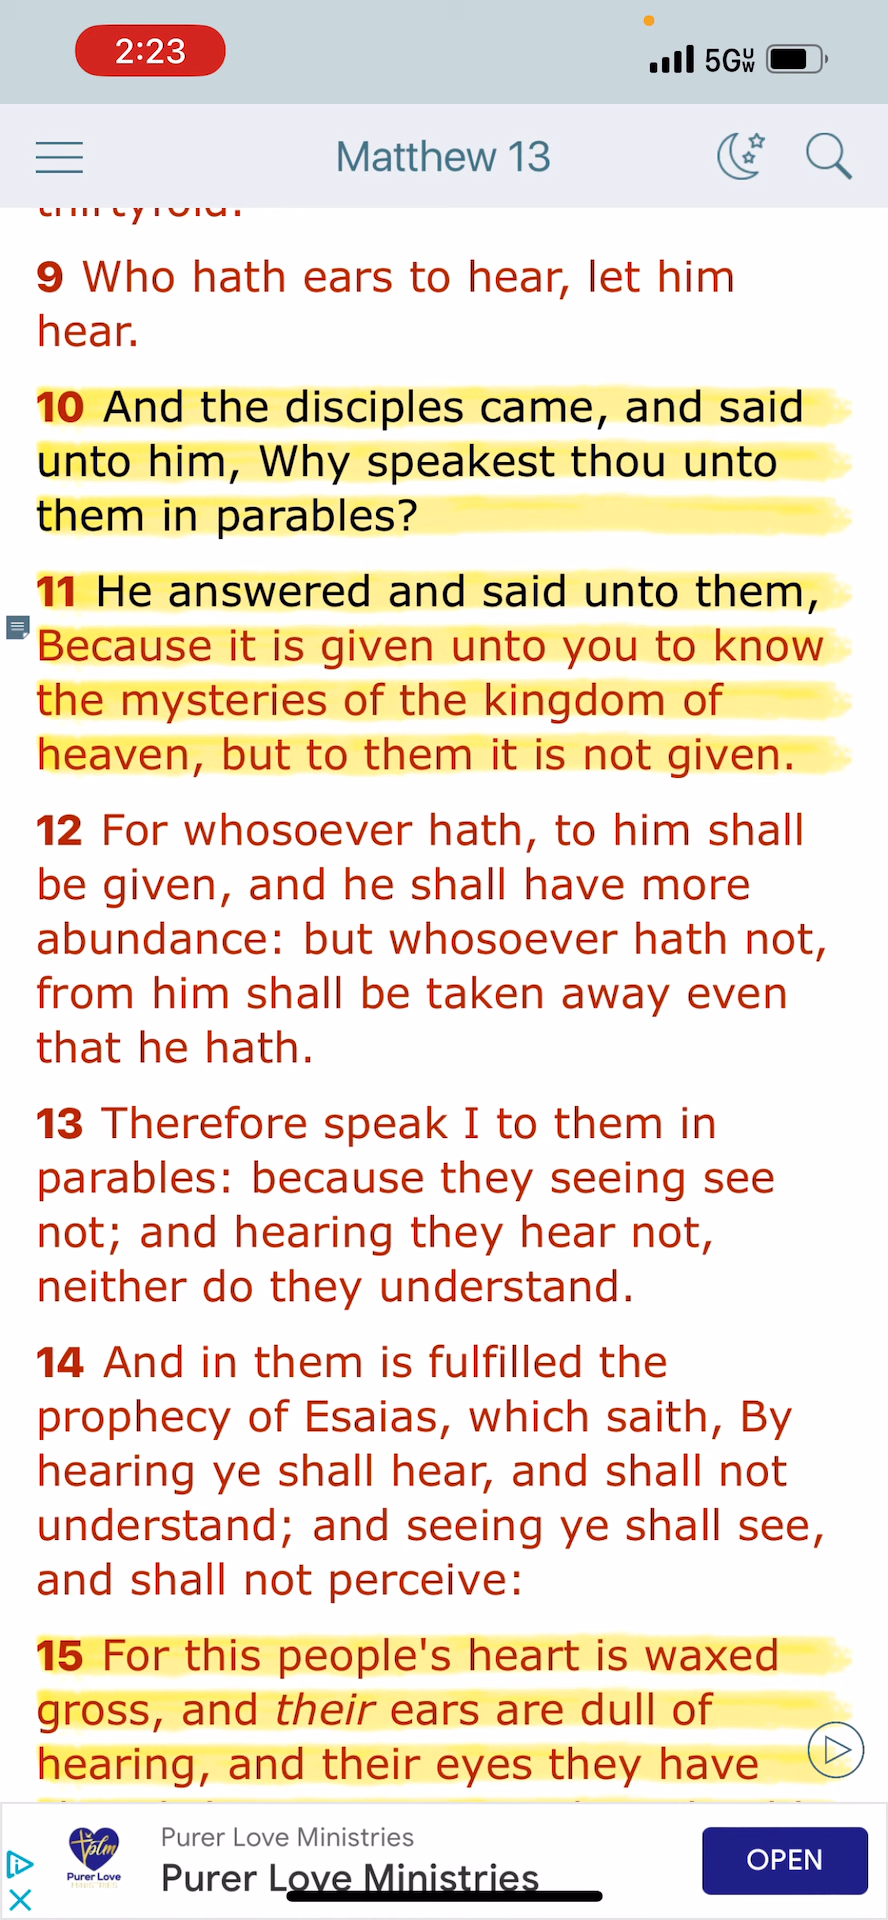 2:23
5GUW
Matthew 13
thirtyfold.
9 Who hath ears to hear, let him
hear.
10 And the disciples came, and said
unto him, Why speakest thou unto
them in parables?
11 He answered and said unto them,
Because it is given unto you to know
the mysteries of the kingdom of
heaven, but to them it is not given.
12 For whosoever hath, to him shall
be given, and he shall have more
abundance: but whosoever hath not,
from him shall be taken away even
that he hath.
13 Therefore speak I to them in
parables: because they seeing see
not; and hearing they hear not,
neither do they understand.
14 And in them is fulfilled the
prophecy of Esaias, which saith, By
hearing ye shall hear, and shall not
understand; and seeing ye shall see,
and shall not perceive:
15 For this people's heart is waxed
gross, and their ears are dull of
hearing, and their eyes they have
plm
Purer Love
MINISTRIES
Purer Love Ministries
Purer Love Ministries
OPEN